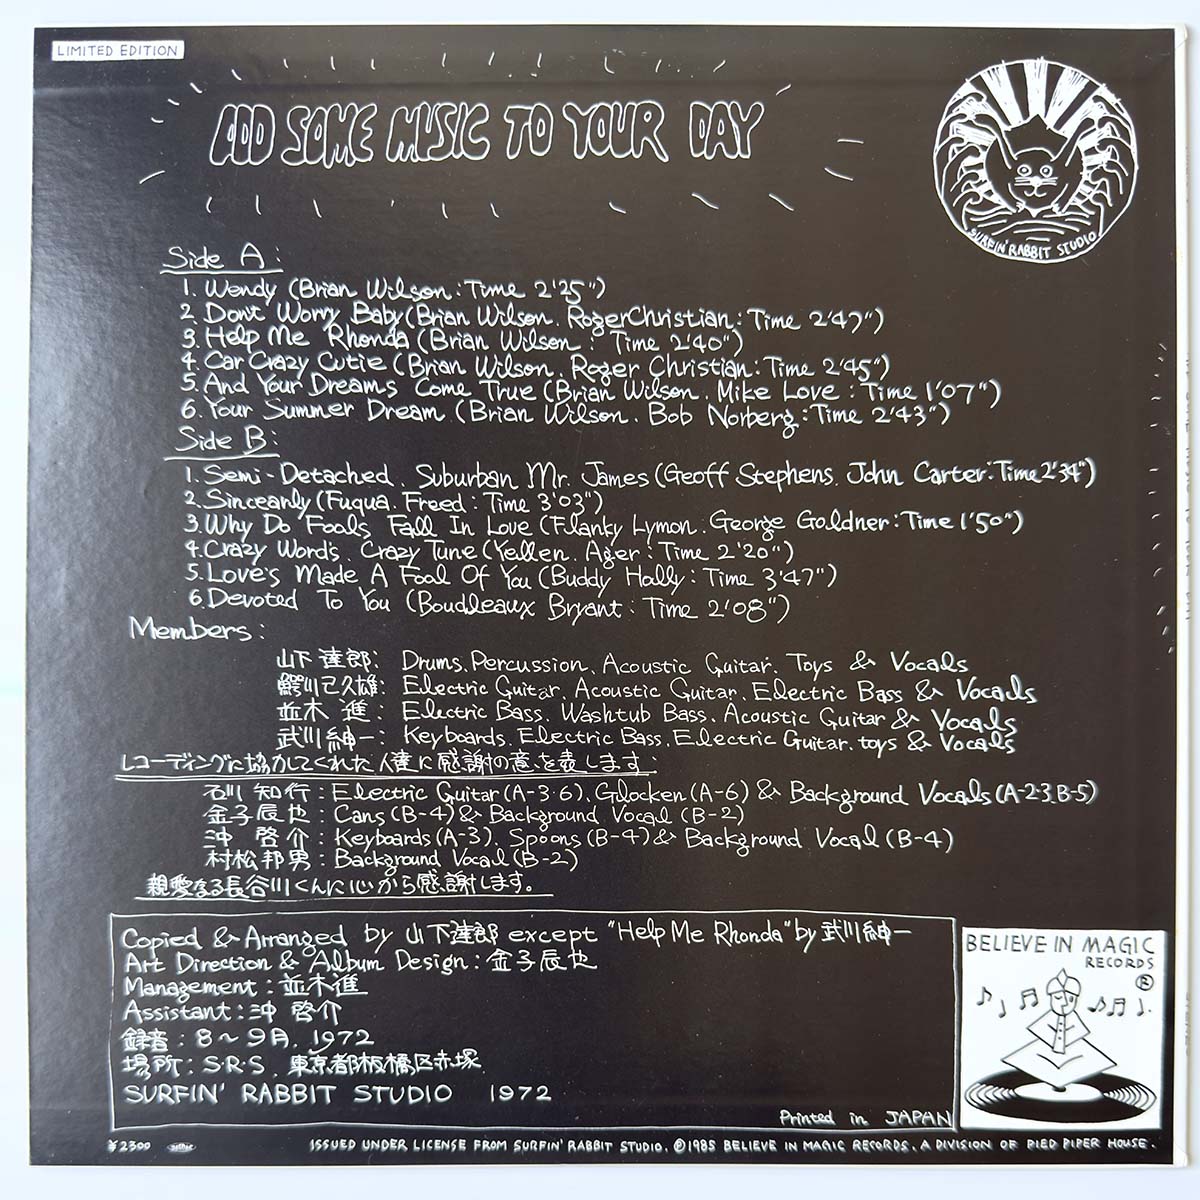 LIMITED EDITION
ADD SOME MUSIC TO YOUR DAY
SURFIN' RABBIT STUDIO
Side A:
1. Wendy (Brian Wilson: Time 2'25")
2 Don't Worry Baby (Brian Wilson. Roger Christian: Time 2'47")
3. Help Me Rhonda (Brian Wilson: Time 2'40")
4 Car Crazy Cutie (Brian Wilson. Roger Christian: Time 2'45")
5. And Your Dreams Come True (Brian Wilson. Mike Love: Time 1'07")
6. Your Summer Dream (Brian Wilson. Bob Norberg: Time 2'43")
Side B:
1. Semi-Detached. Suburban Mr. James (Geoff Stephens. John Carter: Time 2'34")
2. Sincearly (Fuqua. Freed: Time 3'03")
3. Why Do Fools Fall In Love (Flanky Lymon. George Goldner: Time 1'50")
4. Crazy Word's. Crazy Tune (Yellen. Ager: Time 2'20")
5. Love's Made A Fool Of You (Buddy Holly: Time 3'47")
6. Devoted To You (Boudleaux Bryant: Time 2'08")
Members:
山下達郎: Drums. Percussion. Acoustic Guitar. Toys & Vocals
鰐川己久雄: Electric Guitar. Acoustic Guitar. Electric Bass & Vocals
並木 進: Electric Bass. Washtub Bass. Acoustic Guitar & Vocals
武川伸一: Keyboards. Electric Bass. Electric Guitar. toys & Vocals
レコーディングに協力してくれた人達に感謝の意を表します:
石川 知行: Electric Guitar (A-3.6). Glocken (A-6) & Background Vocals (A-2.3.B-5)
金子辰也: Cans (B-4) & Background Vocal (B-2)
沖 啓介: Keyboards (A-3). Spoons (B-4) & Background Vocal (B-4)
村松邦男: Background Vocal (B-2)
親愛なる長谷川くんに心から感謝します。
Copied & Arranged by 山下達郎 except "Help Me Rhonda" by 武川伸一
Art Direction & Album Design: 金子辰也
Management: 並木進
Assistant: 沖 啓介
録音: 8〜9月. 1972
場所: S・R・S. 東京都板橋区赤塚
SURFIN' RABBIT STUDIO 1972
Printed in JAPAN
BELIEVE IN MAGIC
RECORDS
®
¥2300
ISSUED UNDER LICENSE FROM SURFIN' RABBIT STUDIO. ©1985 BELIEVE IN MAGIC RECORDS. A DIVISION OF PIED PIPER HOUSE.